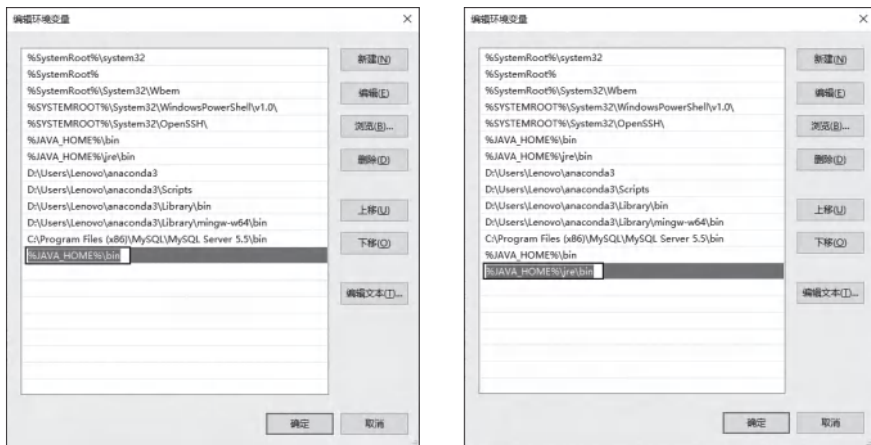 编辑环境变量
%SystemRoot%\system32
%SystemRoot%
%SystemRoot%\System32\Wbem
%SYSTEMROOT%\System32\WindowsPowerShell\v1.0\
%SYSTEMROOT%\System32\OpenSSH\
%JAVA_HOME%\bin
%JAVA_HOME%\jre\bin
D:\Users\Lenovo\anaconda3
D:\Users\Lenovo\anaconda3\Scripts
D:\Users\Lenovo\anaconda3\Library\bin
D:\Users\Lenovo\anaconda3\Library\mingw-w64\bin
C:\Program Files (x86)\MySQL\MySQL Server 5.5\bin
%JAVA_HOME%\bin
新建(N)
编辑(E)
浏览(B)...
删除(D)
上移(U)
下移(O)
编辑文本(T)...
确定
取消
编辑环境变量
%SystemRoot%\system32
%SystemRoot%
%SystemRoot%\System32\Wbem
%SYSTEMROOT%\System32\WindowsPowerShell\v1.0\
%SYSTEMROOT%\System32\OpenSSH\
%JAVA_HOME%\bin
%JAVA_HOME%\jre\bin
D:\Users\Lenovo\anaconda3
D:\Users\Lenovo\anaconda3\Scripts
D:\Users\Lenovo\anaconda3\Library\bin
D:\Users\Lenovo\anaconda3\Library\mingw-w64\bin
C:\Program Files (x86)\MySQL\MySQL Server 5.5\bin
%JAVA_HOME%\bin
%JAVA_HOME%\jre\bin
新建(N)
编辑(E)
浏览(B)...
删除(D)
上移(U)
下移(O)
编辑文本(T)...
确定
取消